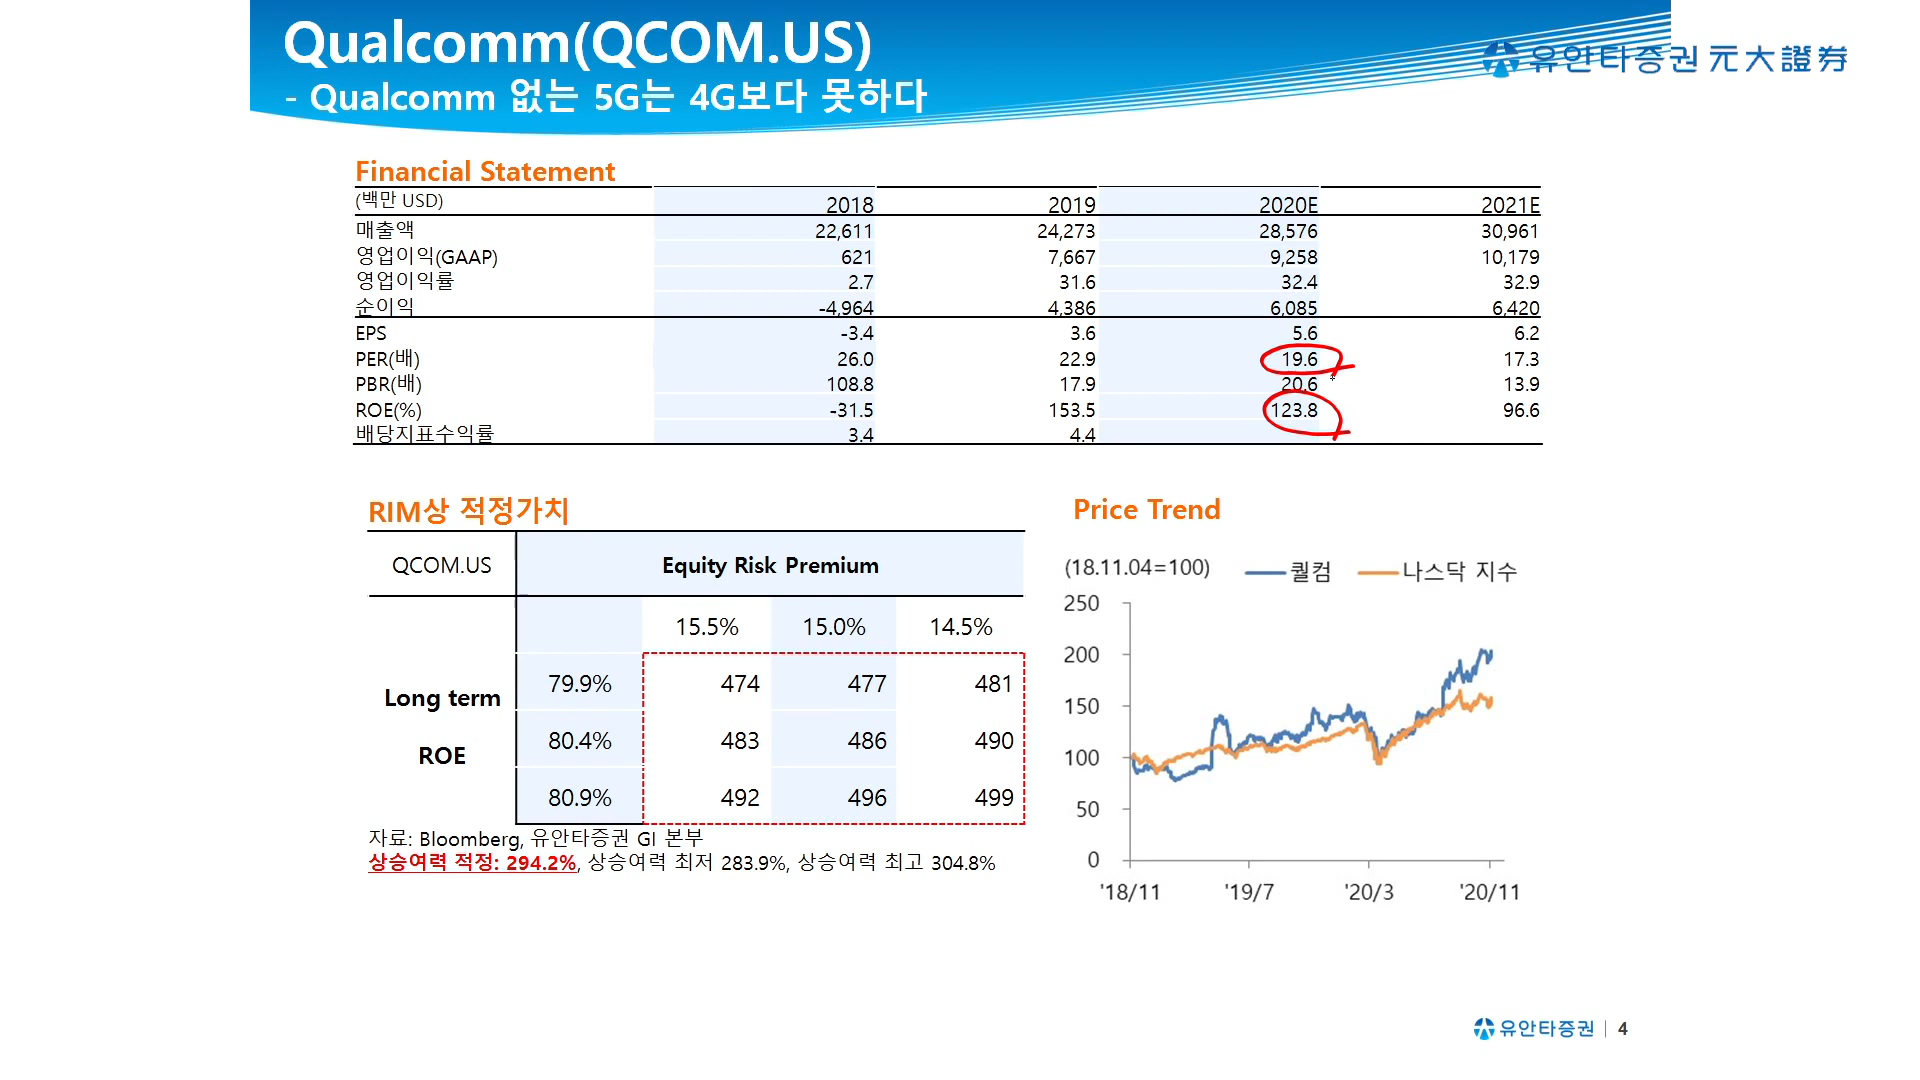 Qualcomm(QCOM.US)
- Qualcomm 없는 5G는 4G보다 못하다
유안타증권 元大證券
Financial Statement
(백만 USD) 2018 2019 2020E 2021E
매출액 22,611 24,273 28,576 30,961
영업이익(GAAP) 621 7,667 9,258 10,179
영업이익률 2.7 31.6 32.4 32.9
순이익 -4,964 4,386 6,085 6,420
EPS -3.4 3.6 5.6 6.2
PER(배) 26.0 22.9 19.6 17.3
PBR(배) 108.8 17.9 20.6 13.9
ROE(%) -31.5 153.5 123.8 96.6
배당지표수익률 3.4 4.4
RIM상 적정가치
QCOM.US Equity Risk Premium
15.5% 15.0% 14.5%
Long term ROE
79.9% 474 477 481
80.4% 483 486 490
80.9% 492 496 499
자료: Bloomberg, 유안타증권 GI 본부
상승여력 적정: 294.2%, 상승여력 최저 283.9%, 상승여력 최고 304.8%
Price Trend
(18.11.04=100) 퀄컴 나스닥 지수
250
200
150
100
50
0
'18/11 '19/7 '20/3 '20/11
유안타증권 | 4